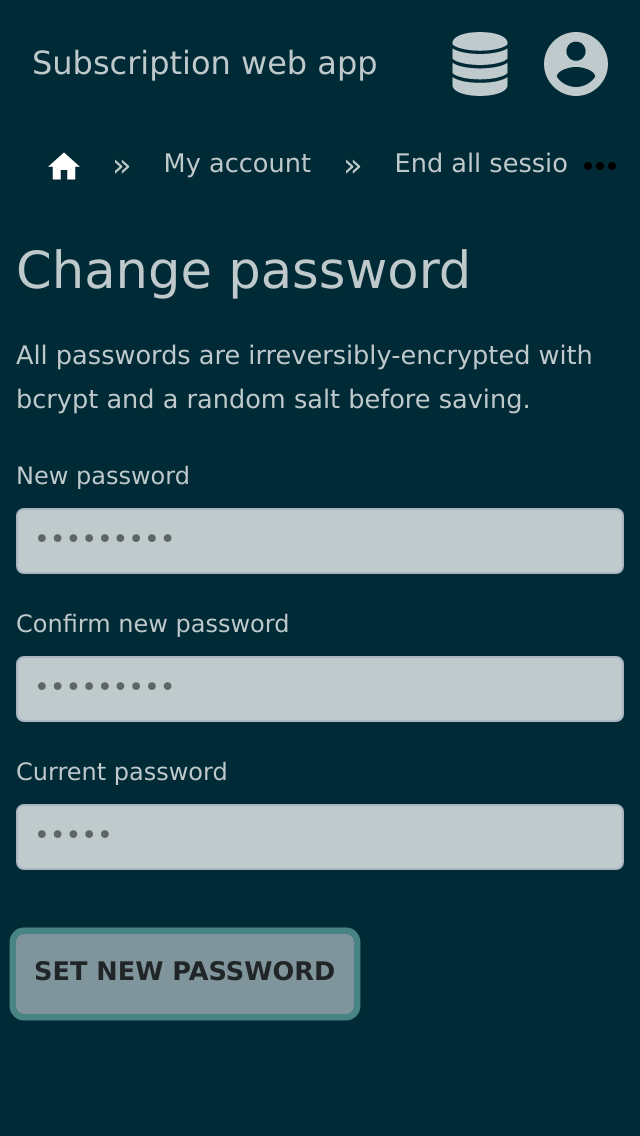 Subscription web app
» My account » End all sessio •••
Change password
All passwords are irreversibly-encrypted with
bcrypt and a random salt before saving.
New password
•••••••••
Confirm new password
•••••••••
Current password
•••••
SET NEW PASSWORD